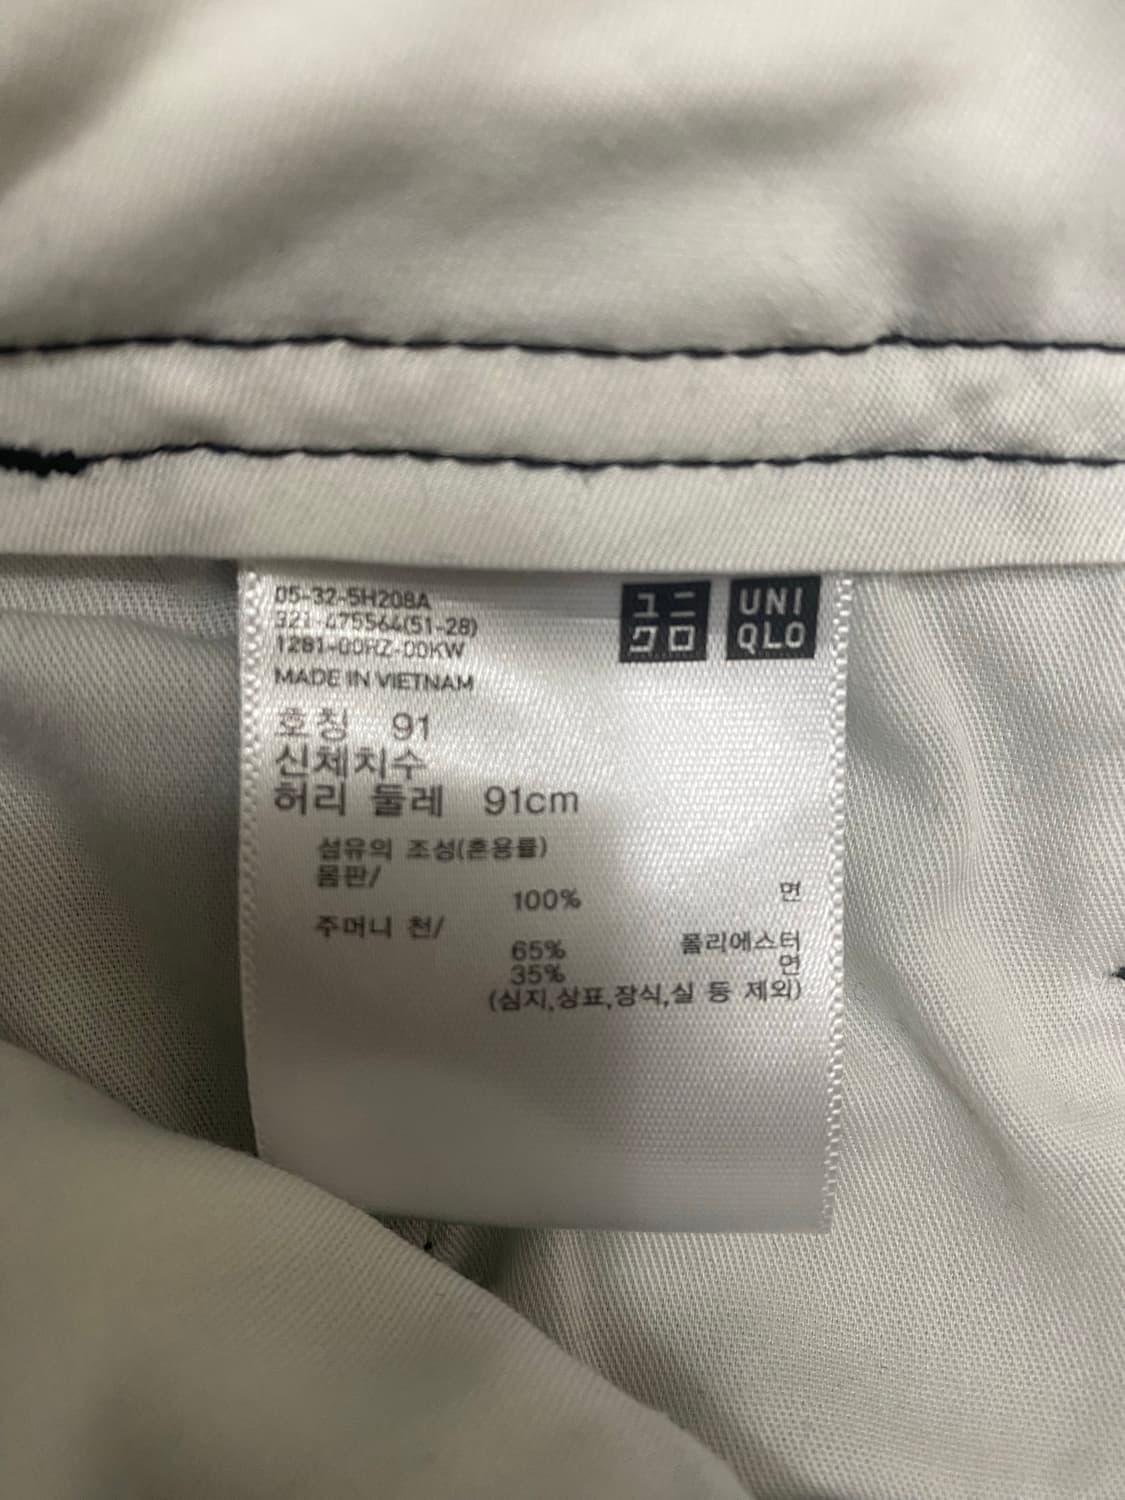 05-32-5H208A
321-475564(51-28)
1281-00HZ-00KW
MADE IN VIETNAM
ユニ
クロ
UNI
QLO
호칭 91
신체치수
허리 둘레 91cm
섬유의 조성(혼용률)
몸판/
100% 면
주머니 천/
65% 폴리에스터
35% 면
(심지,상표,장식,실 등 제외)